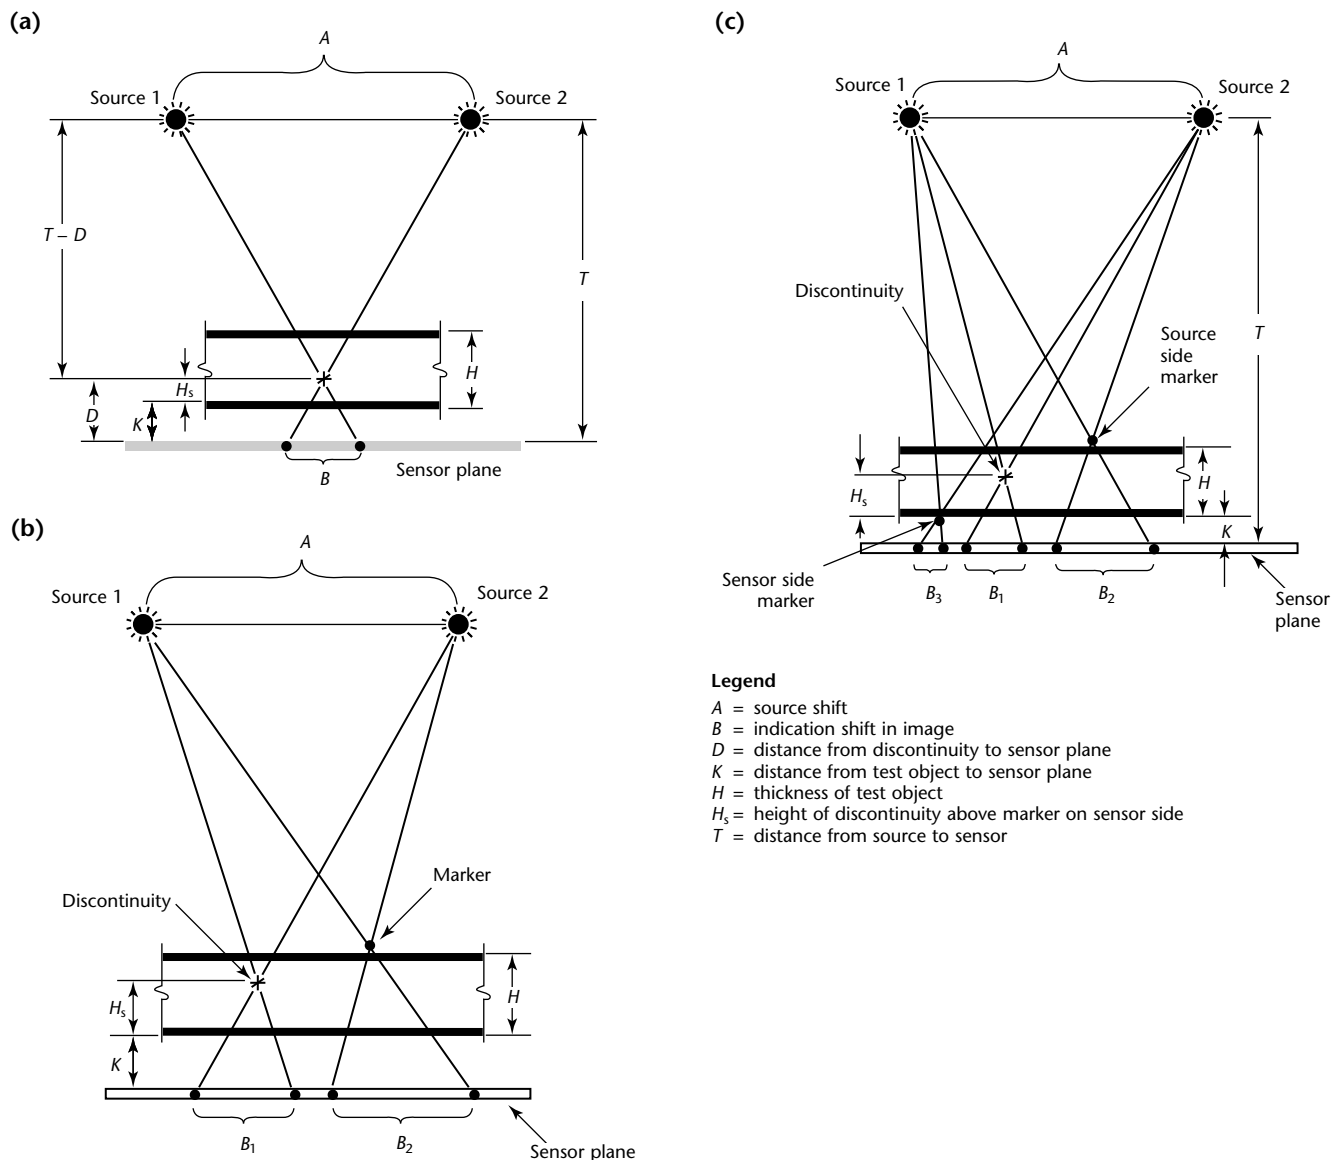 (a)
A
Source 1
Source 2
T – D
T
H
Hs
D
K
B
Sensor plane
(b)
A
Source 1
Source 2
Discontinuity
Marker
Hs
H
K
B1
B2
Sensor plane
(c)
A
Source 1
Source 2
Discontinuity
Source
side
marker
T
Hs
H
K
Sensor side
marker
B3
B1
B2
Sensor
plane
Legend
A = source shift
B = indication shift in image
D = distance from discontinuity to sensor plane
K = distance from test object to sensor plane
H = thickness of test object
Hs = height of discontinuity above marker on sensor side
T = distance from source to sensor